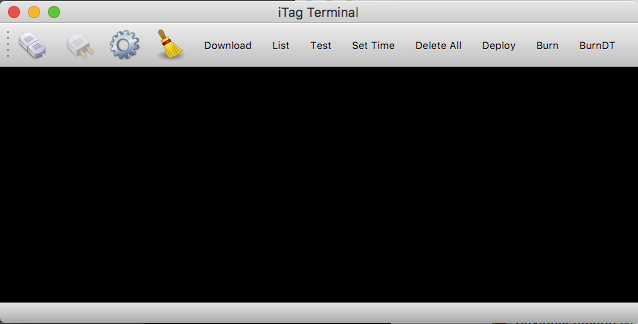 iTag Terminal
Download List Test Set Time Delete All Deploy Burn BurnDT